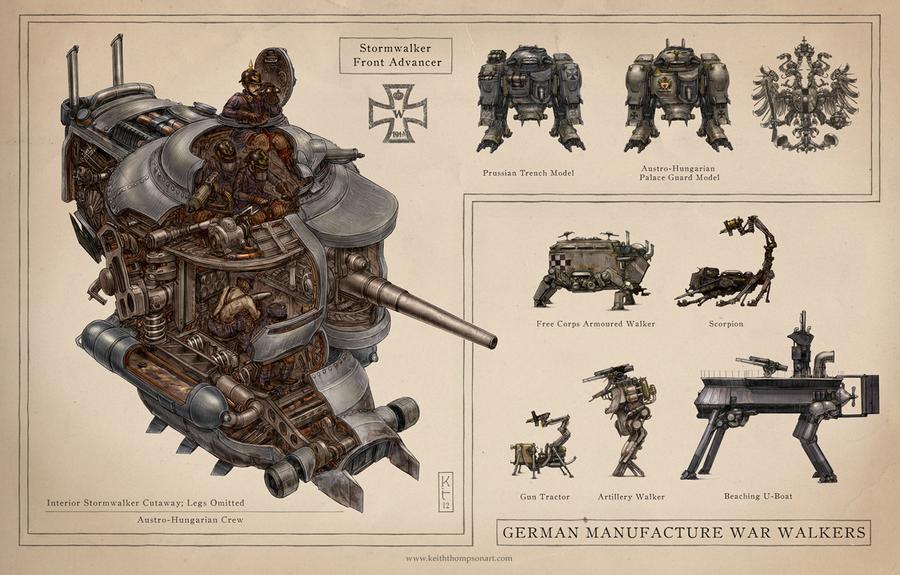 Stormwalker
Front Advancer
W
1914
Prussian Trench Model
Austro-Hungarian
Palace Guard Model
Free Corps Armoured Walker
Scorpion
Gun Tractor
Artillery Walker
Beaching U-Boat
Interior Stormwalker Cutaway; Legs Omitted
Austro-Hungarian Crew
KT
12
GERMAN MANUFACTURE WAR WALKERS
www.keiththompsonart.com